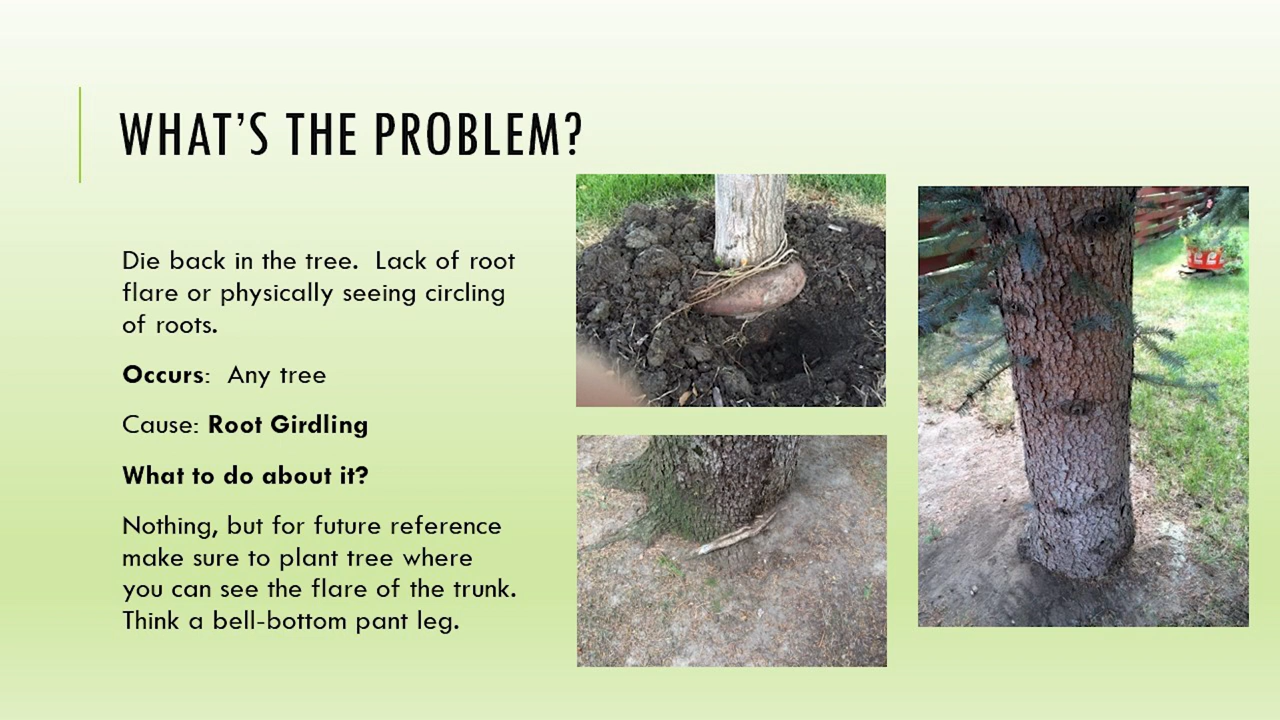 WHAT'S THE PROBLEM?
Die back in the tree.  Lack of root
flare or physically seeing circling
of roots.
Occurs:  Any tree
Cause: Root Girdling
What to do about it?
Nothing, but for future reference
make sure to plant tree where
you can see the flare of the trunk.
Think a bell-bottom pant leg.